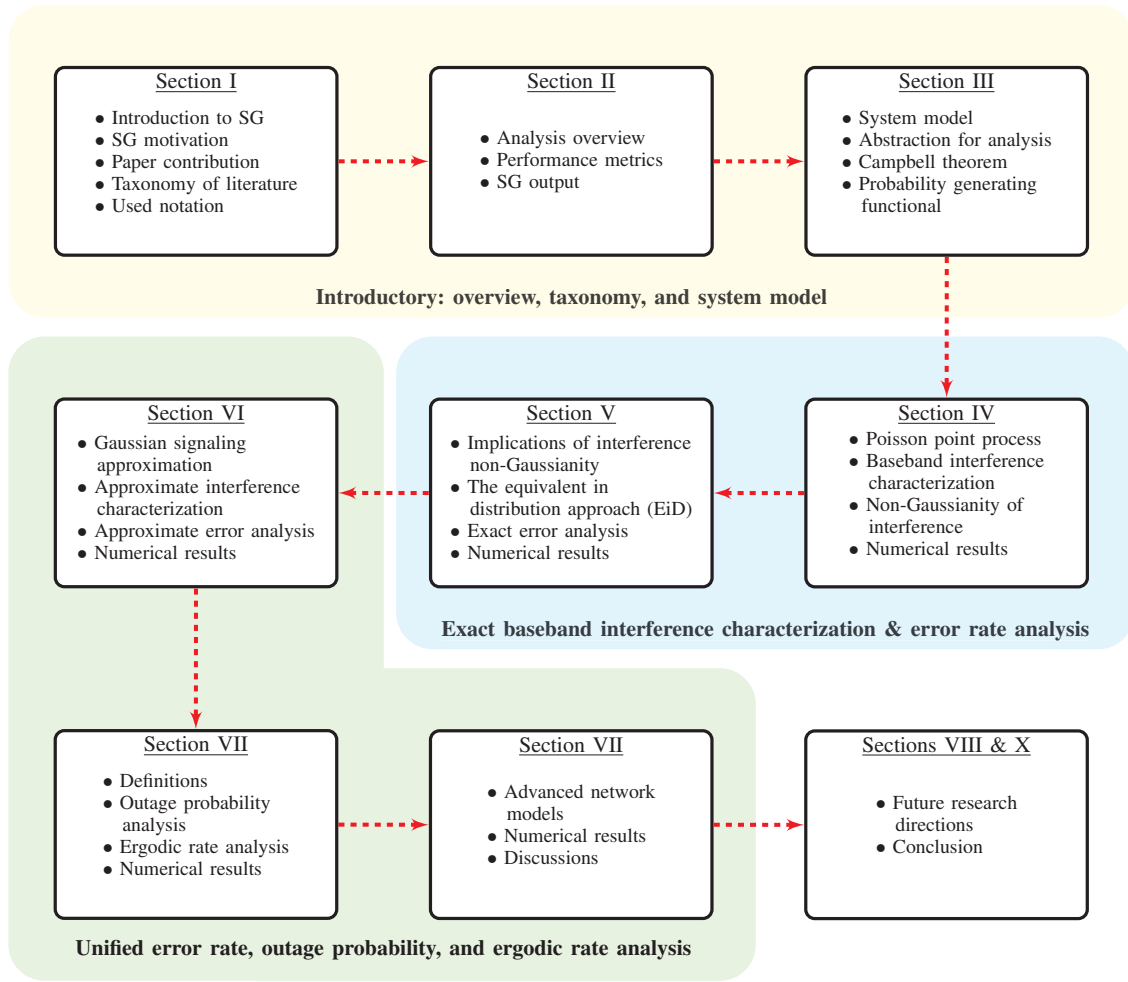 Section I
• Introduction to SG
• SG motivation
• Paper contribution
• Taxonomy of literature
• Used notation
Section II
• Analysis overview
• Performance metrics
• SG output
Section III
• System model
• Abstraction for analysis
• Campbell theorem
• Probability generating
functional
Introductory: overview, taxonomy, and system model
Section IV
• Poisson point process
• Baseband interference
characterization
• Non-Gaussianity of
interference
• Numerical results
Section V
• Implications of interference
non-Gaussianity
• The equivalent in
distribution approach (EiD)
• Exact error analysis
• Numerical results
Exact baseband interference characterization & error rate analysis
Section VI
• Gaussian signaling
approximation
• Approximate interference
characterization
• Approximate error analysis
• Numerical results
Section VII
• Definitions
• Outage probability
analysis
• Ergodic rate analysis
• Numerical results
Section VII
• Advanced network
models
• Numerical results
• Discussions
Unified error rate, outage probability, and ergodic rate analysis
Sections VIII & X
• Future research
directions
• Conclusion